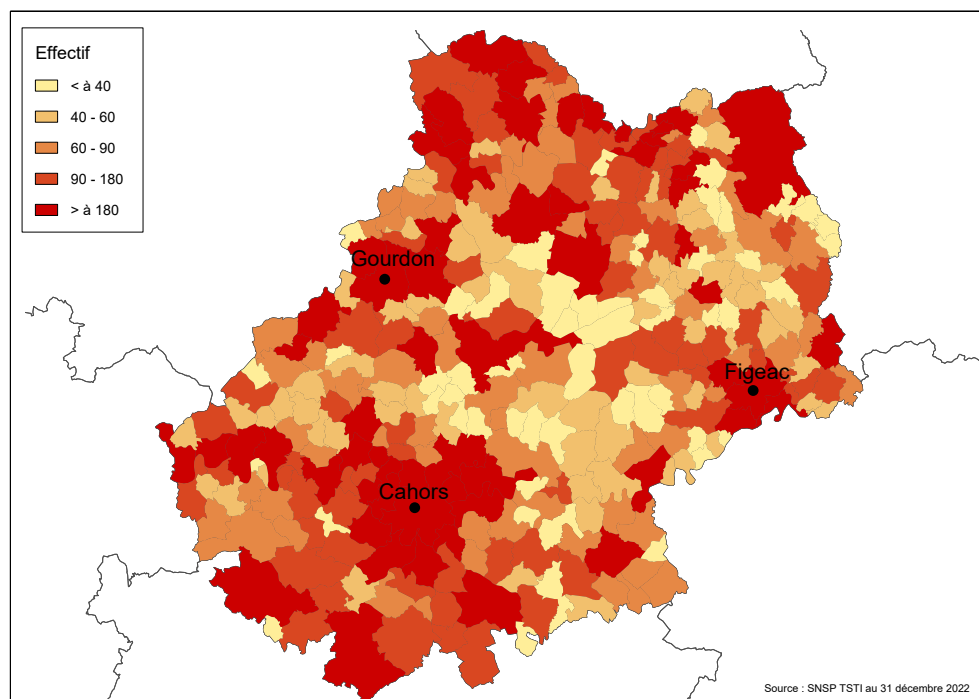 Effectif
< à 40
40 - 60
60 - 90
90 - 180
> à 180
Gourdon
Figeac
Cahors
Source : SNSP TSTI au 31 décembre 2022